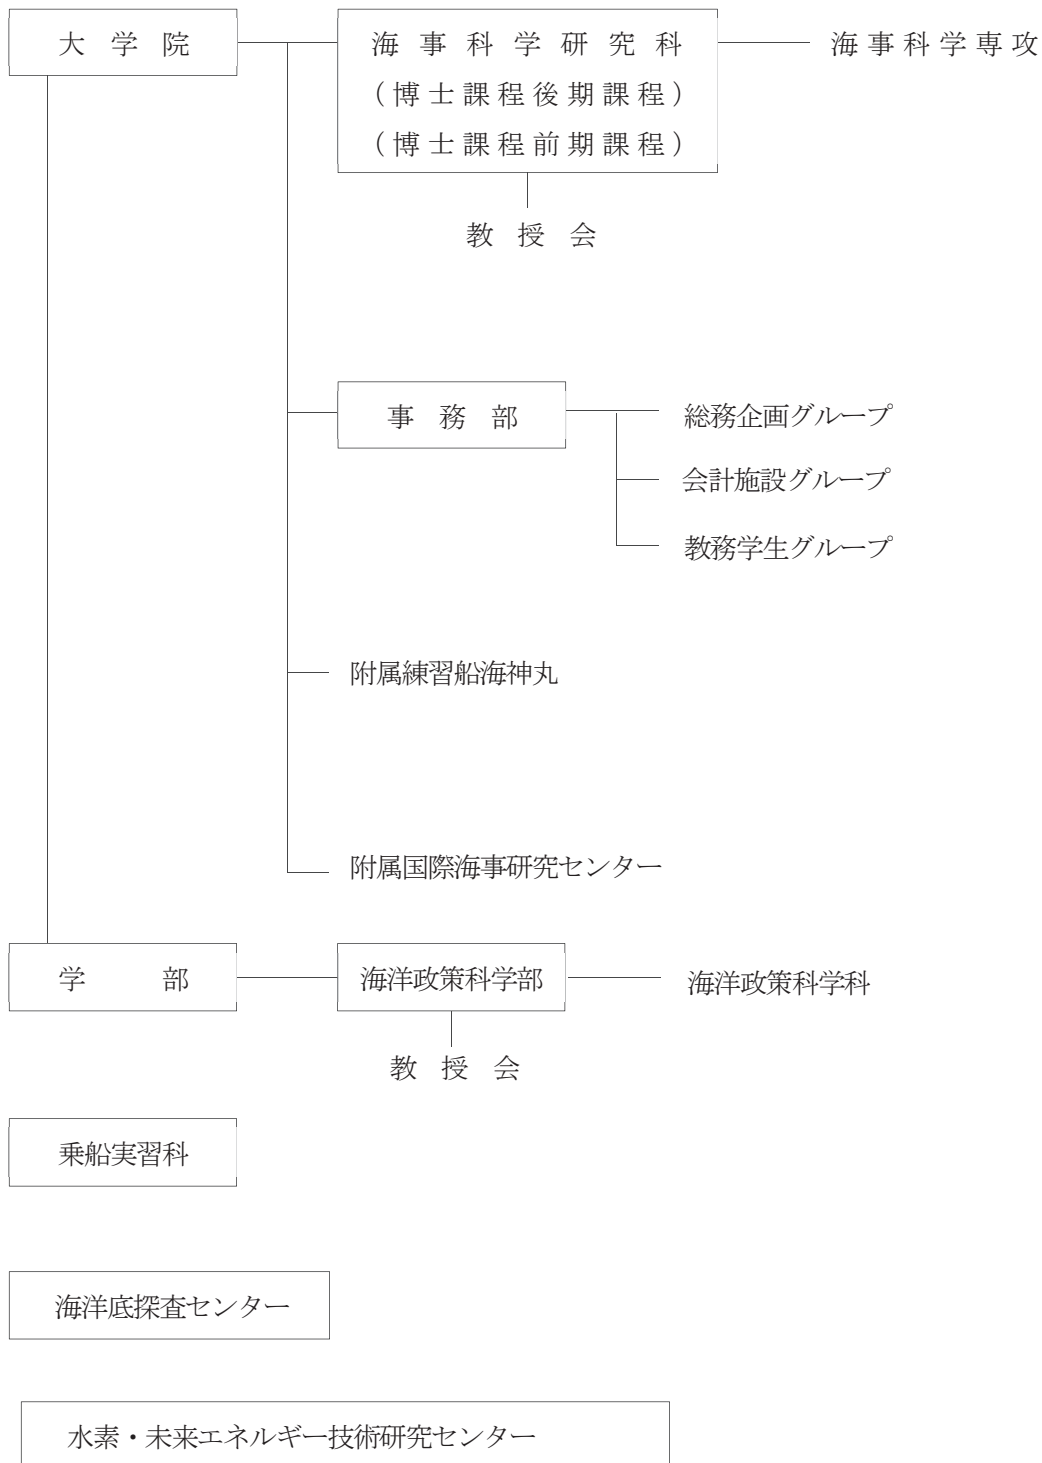 大学院
海事科学研究科
(博士課程後期課程)
(博士課程前期課程)
海事科学専攻
教授会
事務部
総務企画グループ
会計施設グループ
教務学生グループ
附属練習船海神丸
附属国際海事研究センター
学部
海洋政策科学部
海洋政策科学科
教授会
乗船実習科
海洋底探査センター
水素・未来エネルギー技術研究センター